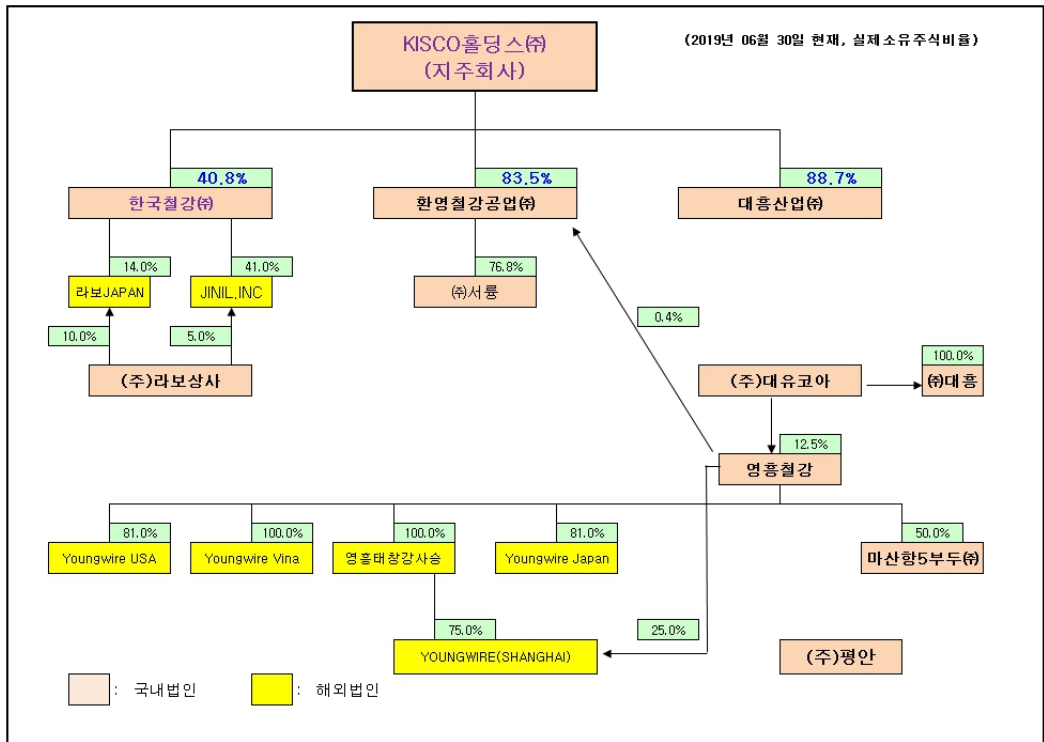 KISCO홀딩스㈜
(지주회사)
(2019년 06월 30일 현재, 실제소유주식비율)
40.8%
83.5%
88.7%
한국철강㈜
환영철강공업㈜
대흥산업㈜
14.0%
41.0%
76.8%
라보JAPAN
JINIL,INC
㈜서륭
10.0%
5.0%
0.4%
(주)라보상사
(주)대유코아
100.0%
㈜대흥
12.5%
영흥철강
81.0%
100.0%
100.0%
81.0%
50.0%
Youngwire USA
Youngwire Vina
영흥태창강사승
Youngwire Japan
마산항5부두㈜
75.0%
25.0%
YOUNGWIRE(SHANGHAI)
(주)평안
: 국내법인
: 해외법인